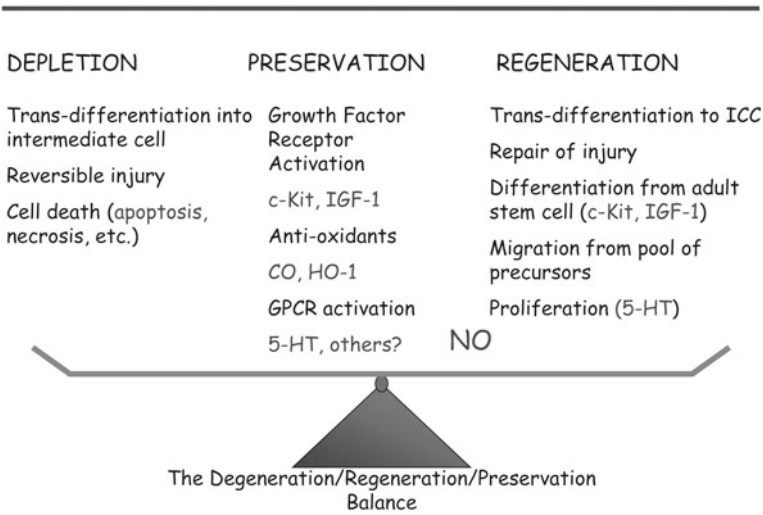 DEPLETION
Trans-differentiation into
intermediate cell
Reversible injury
Cell death (apoptosis,
necrosis, etc.)
PRESERVATION
Growth Factor
Receptor
Activation
c-Kit, IGF-1
Anti-oxidants
CO, HO-1
GPCR activation
5-HT, others?
NO
REGENERATION
Trans-differentiation to ICC
Repair of injury
Differentiation from adult
stem cell (c-Kit, IGF-1)
Migration from pool of
precursors
Proliferation (5-HT)
The Degeneration/Regeneration/Preservation
Balance